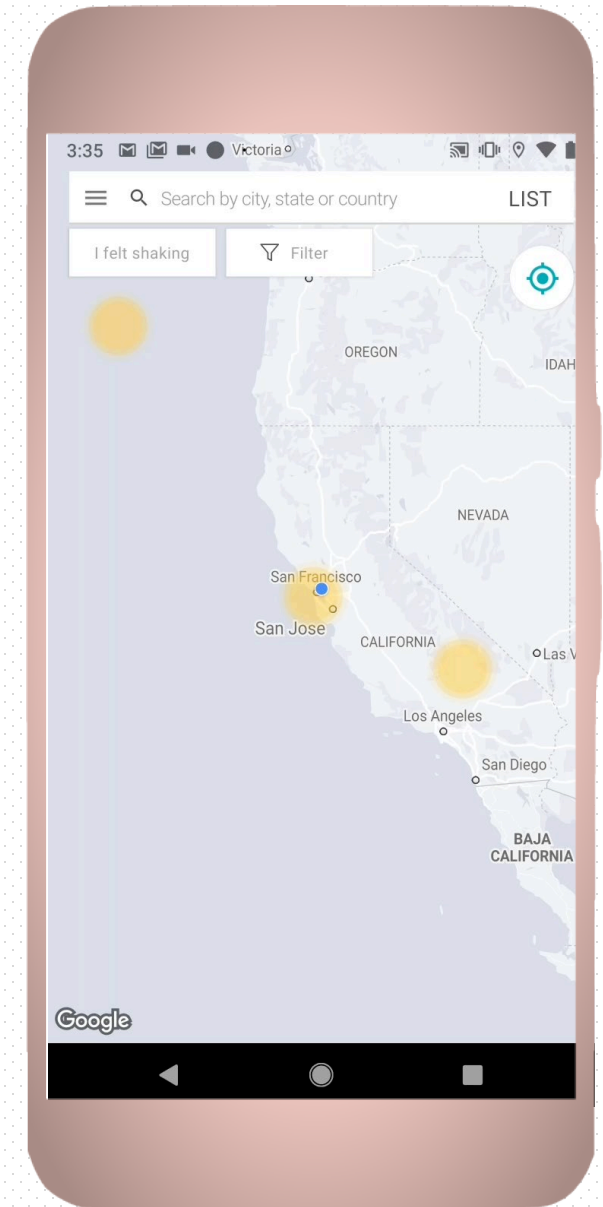 3:35
Victoria
Search by city, state or country
LIST
I felt shaking
Filter
OREGON
IDAH
NEVADA
San Francisco
San Jose
CALIFORNIA
Las V
Los Angeles
San Diego
BAJA
CALIFORNIA
Google